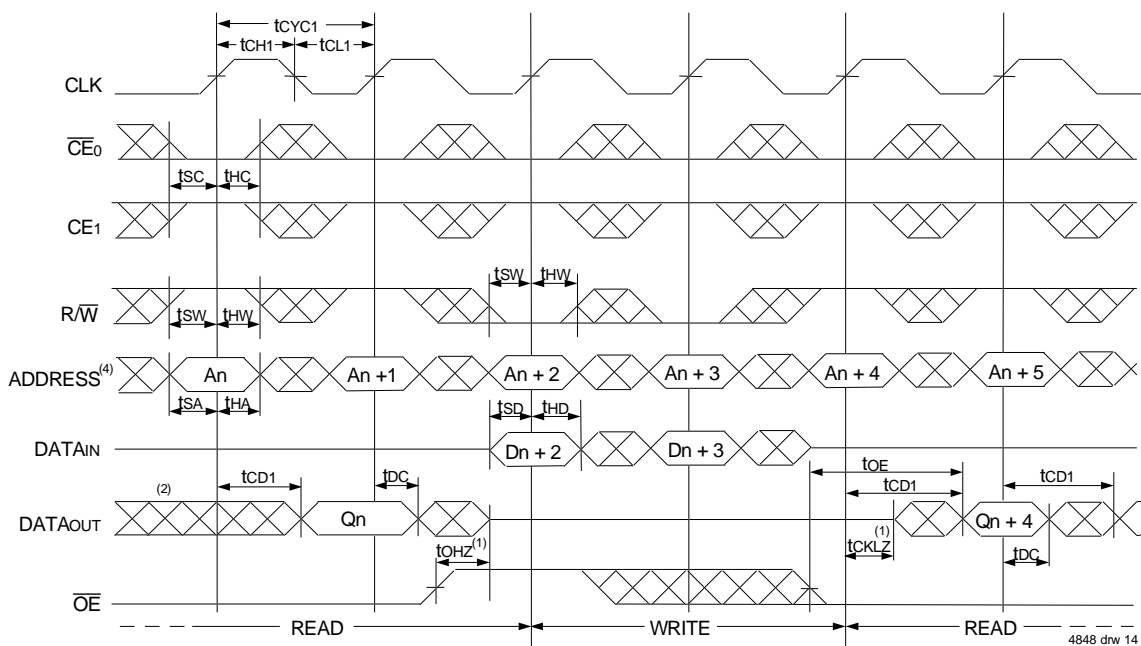 tCYC1
tCH1 tCL1
CLK
CE0
tSC tHC
CE1
tSW tHW
R/W
tSW tHW
ADDRESS(4) An An +1 An + 2 An + 3 An + 4 An + 5
tSA tHA
tSD tHD
DATAIN Dn + 2 Dn + 3
tOE
tCD1 tDC tCD1 tCD1
(2)
DATAOUT Qn Qn + 4
tOHZ(1) tCKLZ(1) tDC
OE
READ WRITE READ
4848 drw 14